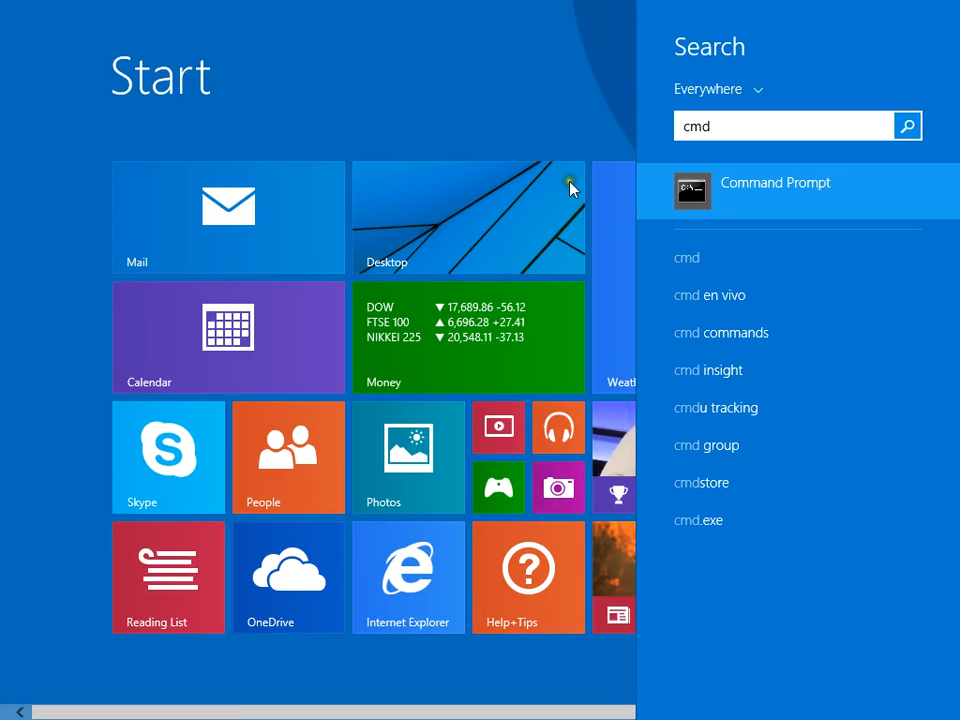 Start
Search
Everywhere
cmd
Command Prompt
cmd
cmd en vivo
cmd commands
cmd insight
cmdu tracking
cmd group
cmdstore
cmd.exe
Mail
Desktop
Calendar
DOW ▼ 17,689.86 -56.12
FTSE 100 ▲ 6,696.28 +27.41
NIKKEI 225 ▼ 20,548.11 -37.13
Money
Weath
Skype
People
Photos
Reading List
OneDrive
Internet Explorer
Help+Tips